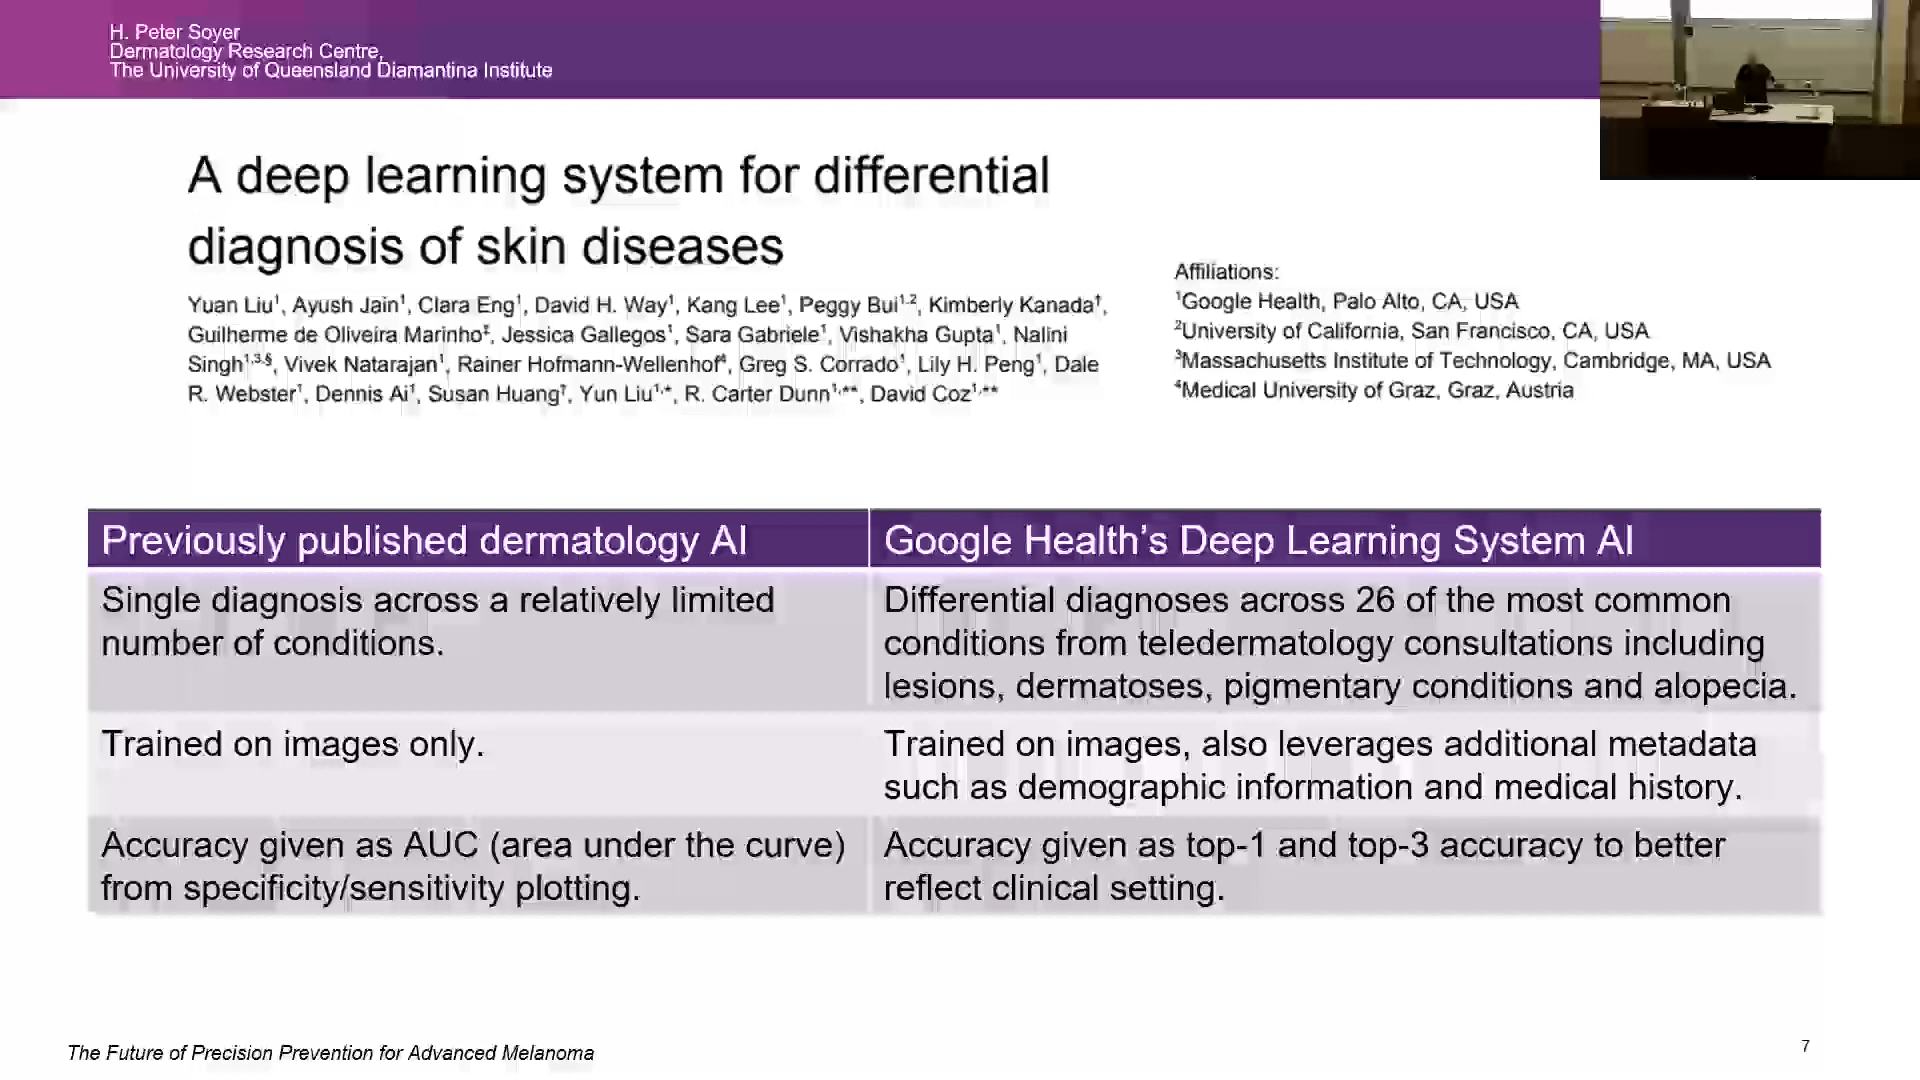 H. Peter Soyer
Dermatology Research Centre,
The University of Queensland Diamantina Institute
A deep learning system for differential
diagnosis of skin diseases
Yuan Liu¹, Ayush Jain¹, Clara Eng¹, David H. Way¹, Kang Lee¹, Peggy Bui¹·², Kimberly Kanada†,
Guilherme de Oliveira Marinho‡, Jessica Gallegos¹, Sara Gabriele¹, Vishakha Gupta¹, Nalini
Singh¹·³·§, Vivek Natarajan¹, Rainer Hofmann-Wellenhof⁴, Greg S. Corrado¹, Lily H. Peng¹, Dale
R. Webster¹, Dennis Ai¹, Susan Huang†, Yun Liu¹·*, R. Carter Dunn¹·**, David Coz¹·**
Affiliations:
¹Google Health, Palo Alto, CA, USA
²University of California, San Francisco, CA, USA
³Massachusetts Institute of Technology, Cambridge, MA, USA
⁴Medical University of Graz, Graz, Austria
Previously published dermatology AI
Google Health's Deep Learning System AI
Single diagnosis across a relatively limited
number of conditions.
Differential diagnoses across 26 of the most common
conditions from teledermatology consultations including
lesions, dermatoses, pigmentary conditions and alopecia.
Trained on images only.
Trained on images, also leverages additional metadata
such as demographic information and medical history.
Accuracy given as AUC (area under the curve)
from specificity/sensitivity plotting.
Accuracy given as top-1 and top-3 accuracy to better
reflect clinical setting.
The Future of Precision Prevention for Advanced Melanoma
7